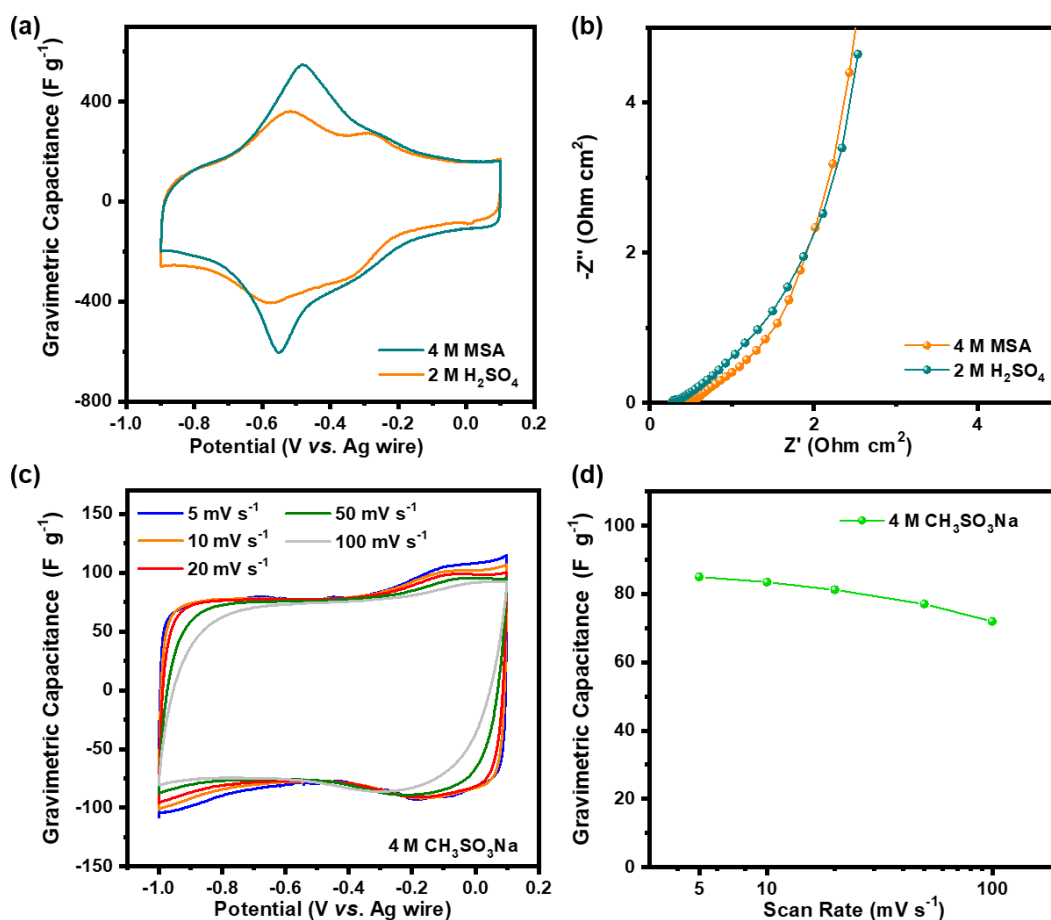 (a)
Gravimetric Capacitance (F g⁻¹)
400
0
-400
-800
4 M MSA
2 M H₂SO₄
-1.0 -0.8 -0.6 -0.4 -0.2 0.0 0.2
Potential (V vs. Ag wire)
(b)
-Z'' (Ohm cm²)
4
2
0
4 M MSA
2 M H₂SO₄
0 2 4
Z' (Ohm cm²)
(c)
Gravimetric Capacitance (F g⁻¹)
150
100
50
0
-50
-100
-150
5 mV s⁻¹
10 mV s⁻¹
20 mV s⁻¹
50 mV s⁻¹
100 mV s⁻¹
4 M CH₃SO₃Na
-1.0 -0.8 -0.6 -0.4 -0.2 0.0 0.2
Potential (V vs. Ag wire)
(d)
Gravimetric Capacitance (F g⁻¹)
100
80
60
40
20
0
4 M CH₃SO₃Na
5 10 100
Scan Rate (mV s⁻¹)